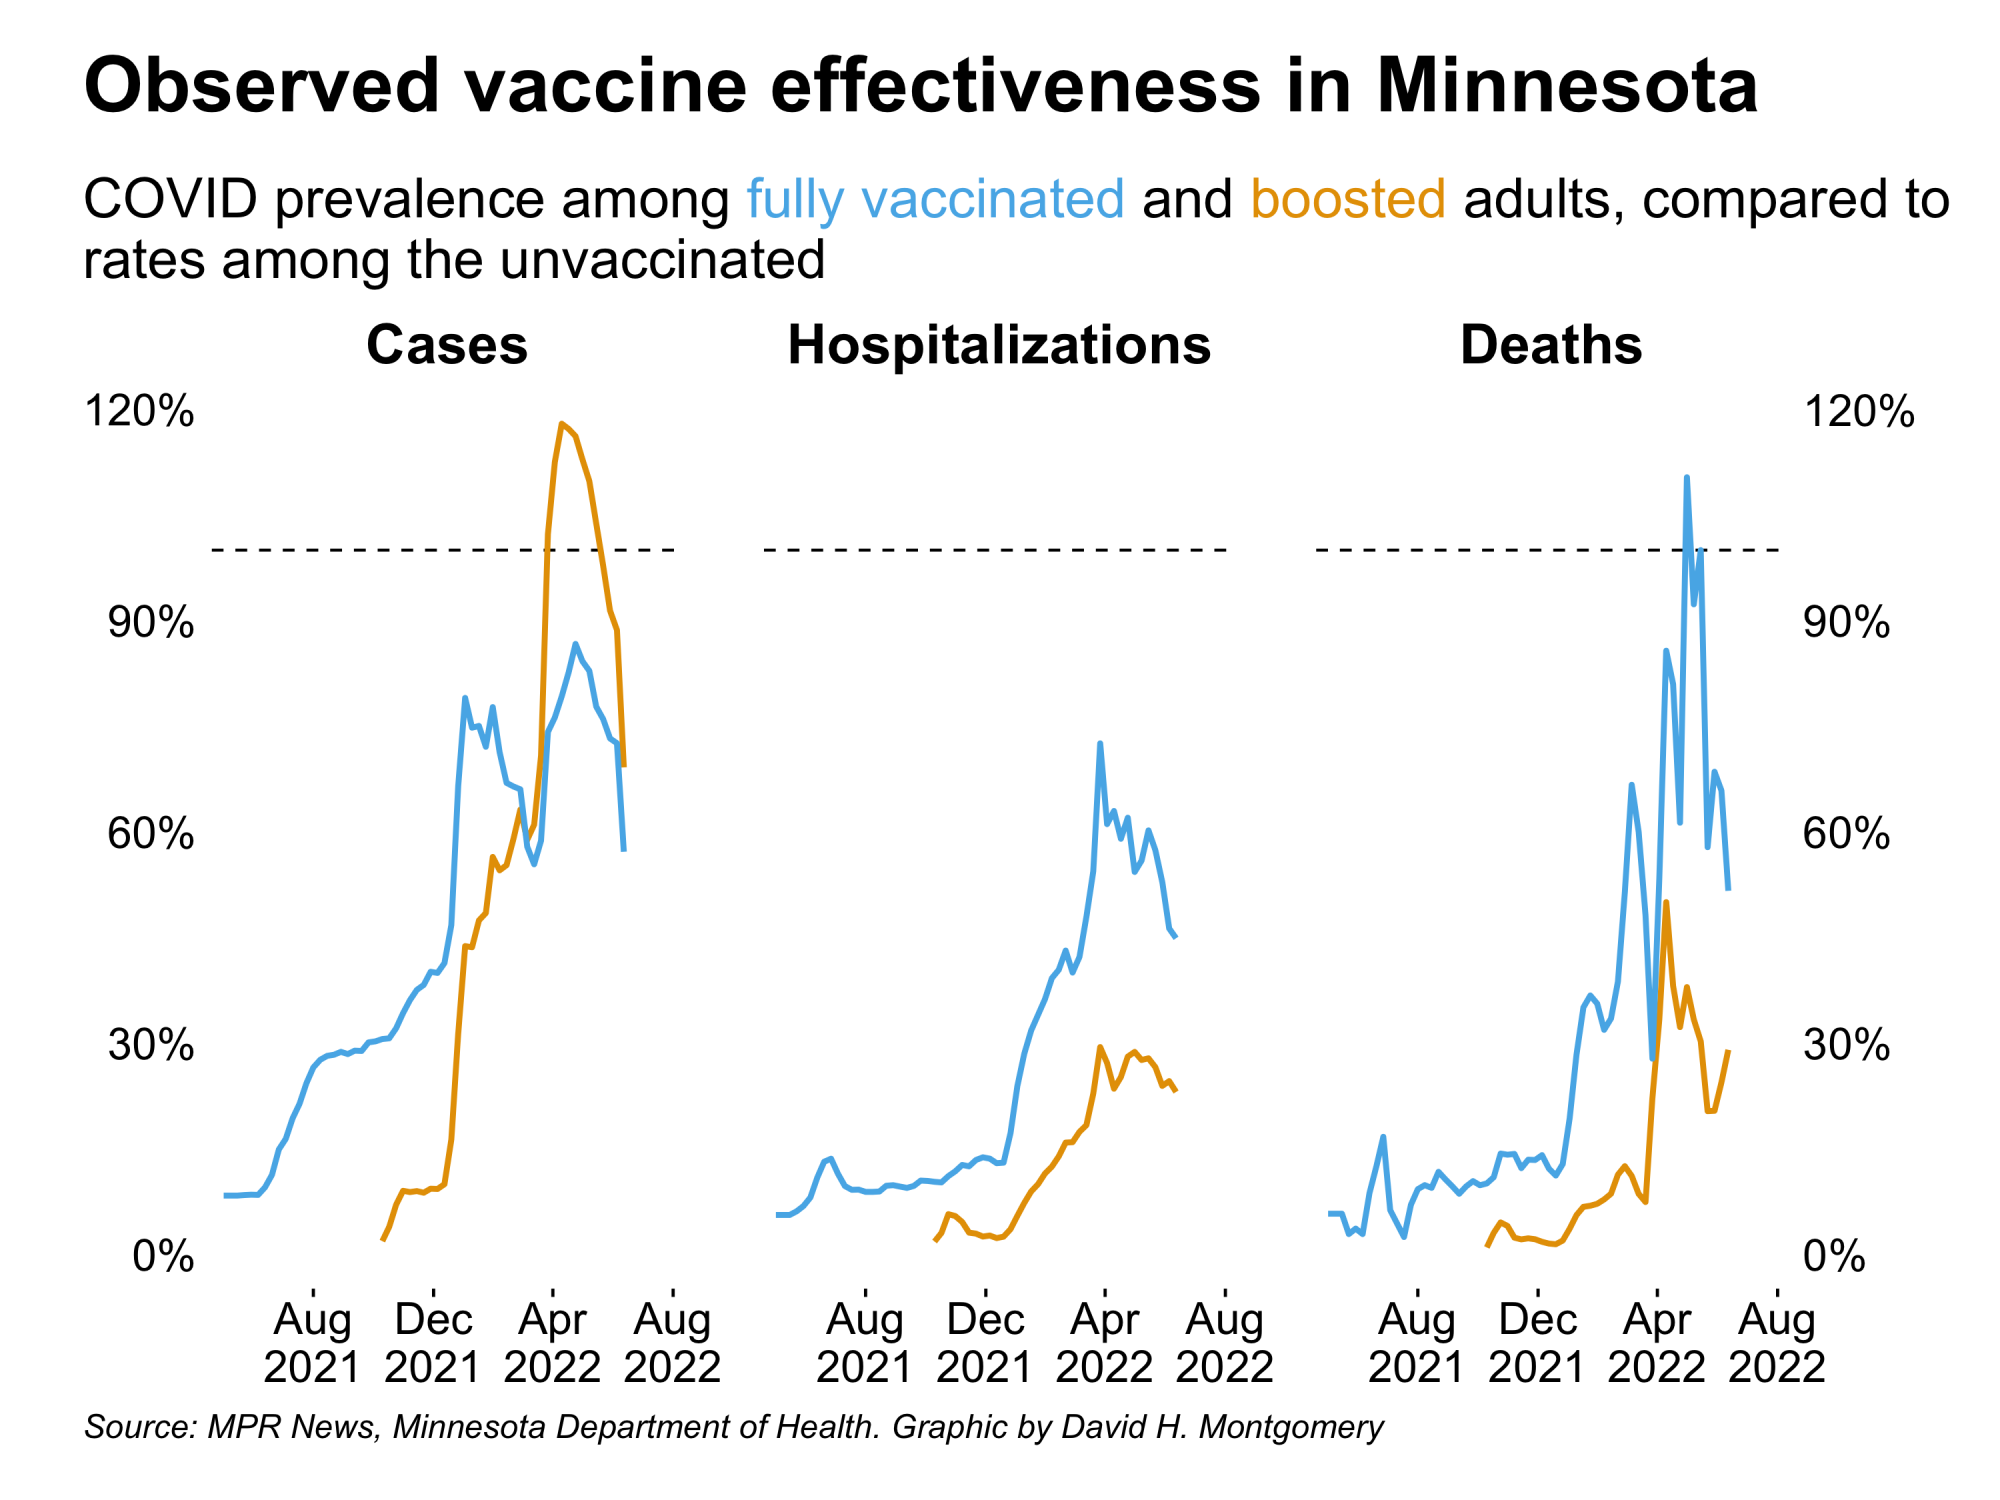 Observed vaccine effectiveness in Minnesota
COVID prevalence among fully vaccinated and boosted adults, compared to
rates among the unvaccinated
Cases
Hospitalizations
Deaths
120%
90%
60%
30%
0%
120%
90%
60%
30%
0%
Aug Dec Apr Aug
2021 2021 2022 2022
Aug Dec Apr Aug
2021 2021 2022 2022
Aug Dec Apr Aug
2021 2021 2022 2022
Source: MPR News, Minnesota Department of Health. Graphic by David H. Montgomery